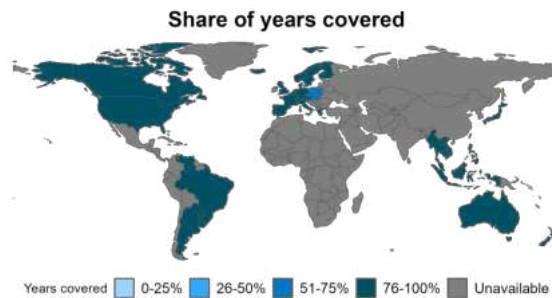 Share of years covered
Years covered 0-25% 26-50% 51-75% 76-100% Unavailable